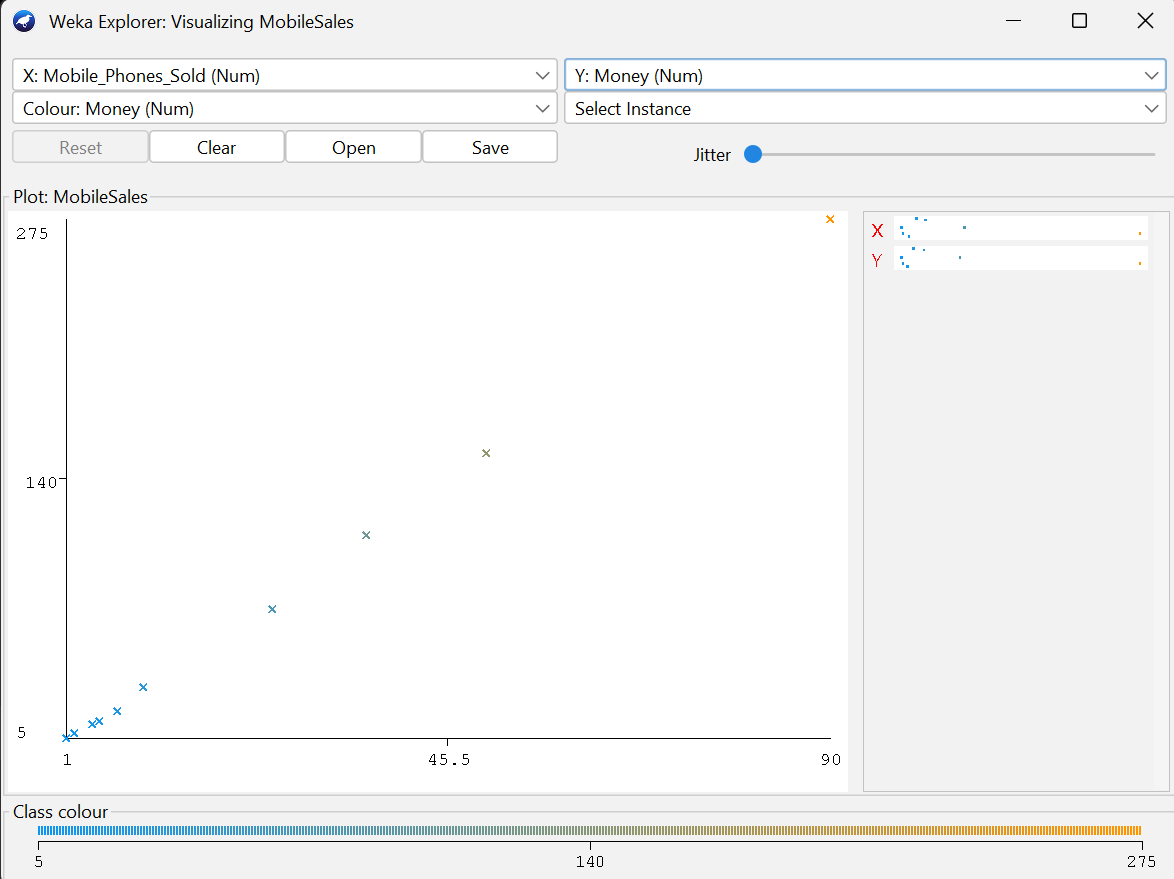 Weka Explorer: Visualizing MobileSales
X: Mobile_Phones_Sold (Num)
Y: Money (Num)
Colour: Money (Num)
Select Instance
Reset
Clear
Open
Save
Jitter
Plot: MobileSales
275
140
5
1
45.5
90
X
Y
Class colour
5
140
275